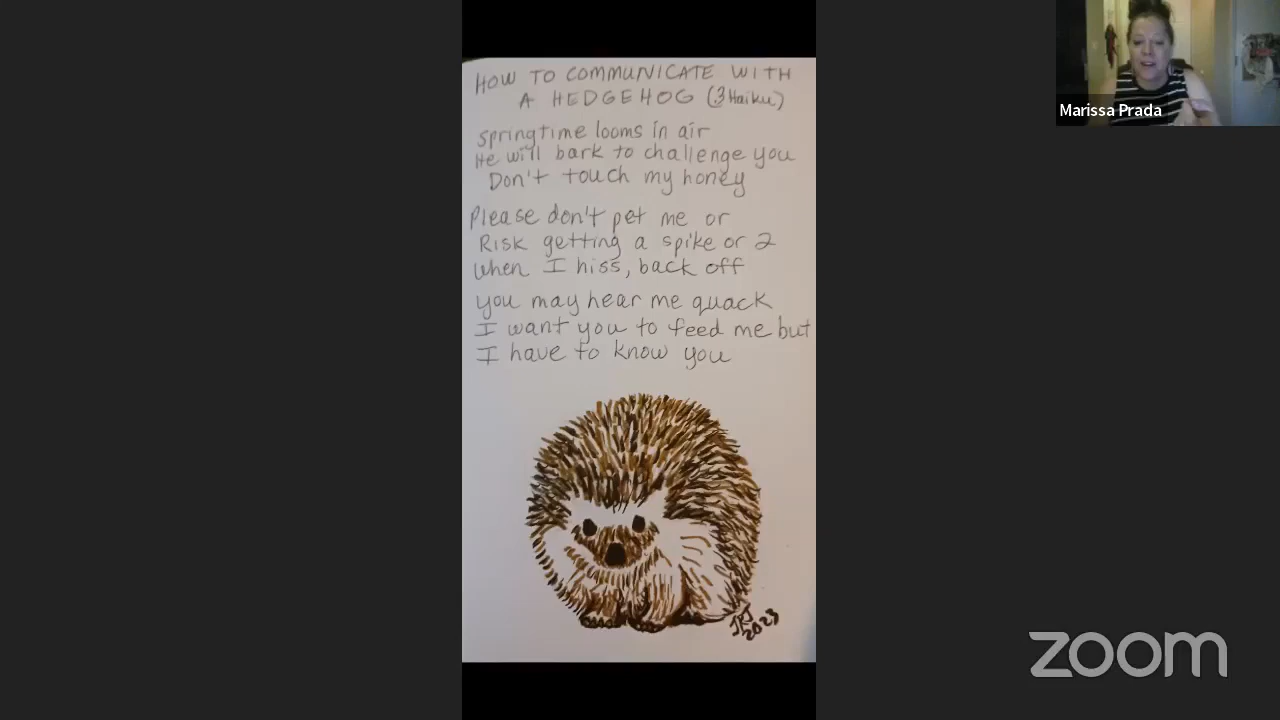 HOW TO COMMUNICATE WITH
A HEDGEHOG (3 Haiku)
springtime looms in air
He will bark to challenge you
Don't touch my honey
Please don't pet me or
Risk getting a spike or 2
when I hiss, back off
you may hear me quack
I want you to feed me but
I have to know you
JRJ
2023
Marissa Prada
zoom